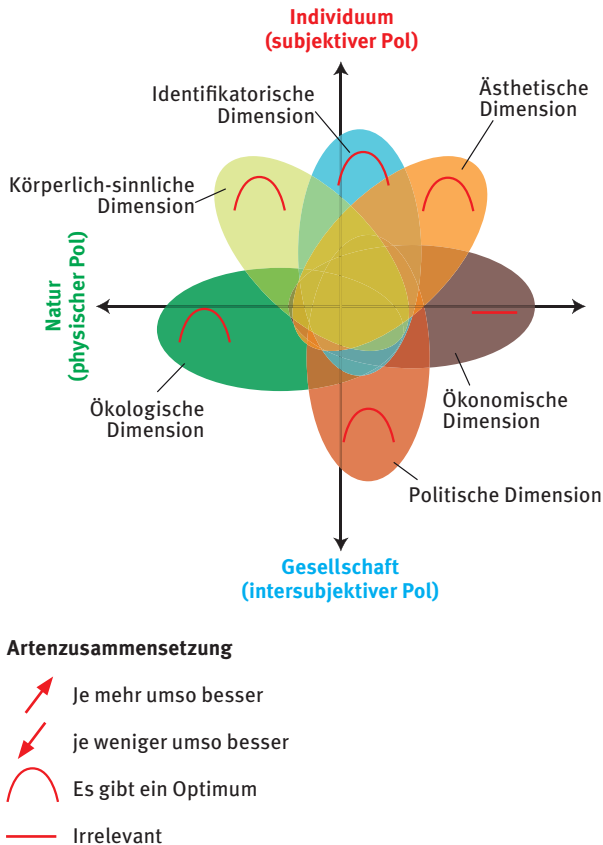 Individuum
(subjektiver Pol)
Identifikatorische
Dimension
Ästhetische
Dimension
Körperlich-sinnliche
Dimension
Natur
(physischer Pol)
Ökologische
Dimension
Ökonomische
Dimension
Politische Dimension
Gesellschaft
(intersubjektiver Pol)
Artenzusammensetzung
Je mehr umso besser
je weniger umso besser
Es gibt ein Optimum
Irrelevant